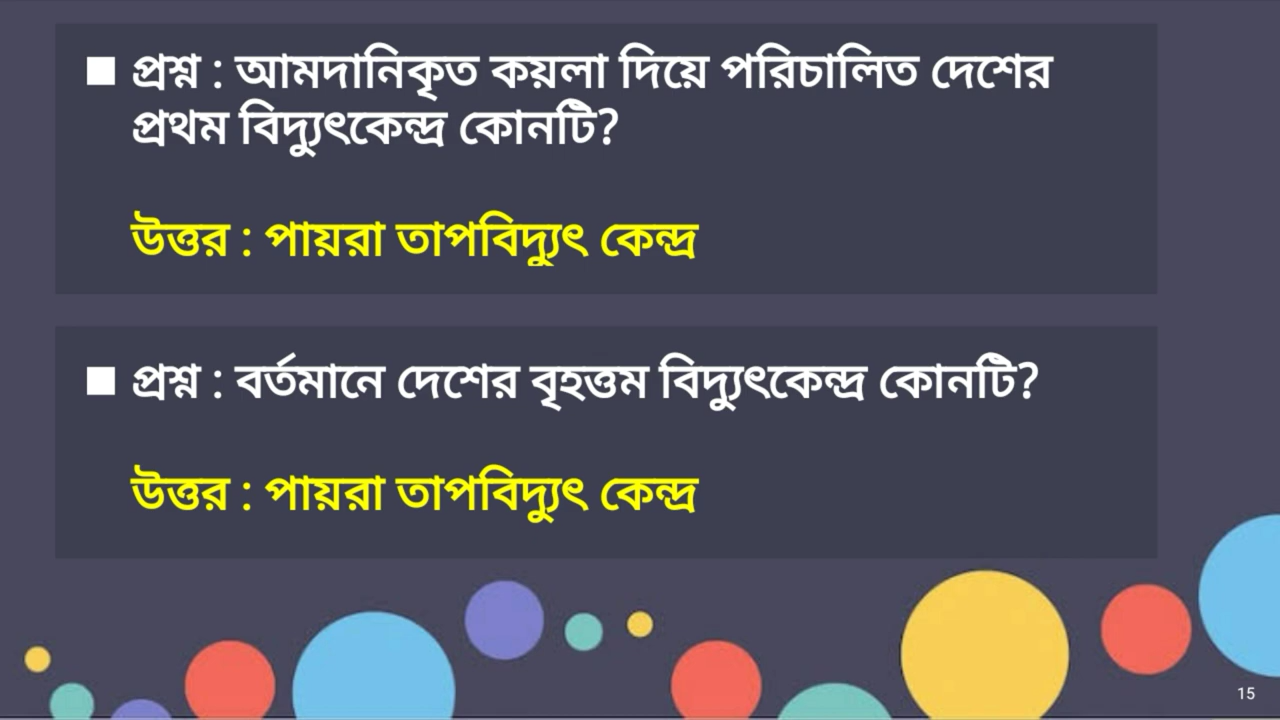 ■ প্রশ্ন : আমদানিকৃত কয়লা দিয়ে পরিচালিত দেশের
প্রথম বিদ্যুৎকেন্দ্র কোনটি?
উত্তর : পায়রা তাপবিদ্যুৎ কেন্দ্র
■ প্রশ্ন : বর্তমানে দেশের বৃহত্তম বিদ্যুৎকেন্দ্র কোনটি?
উত্তর : পায়রা তাপবিদ্যুৎ কেন্দ্র
15